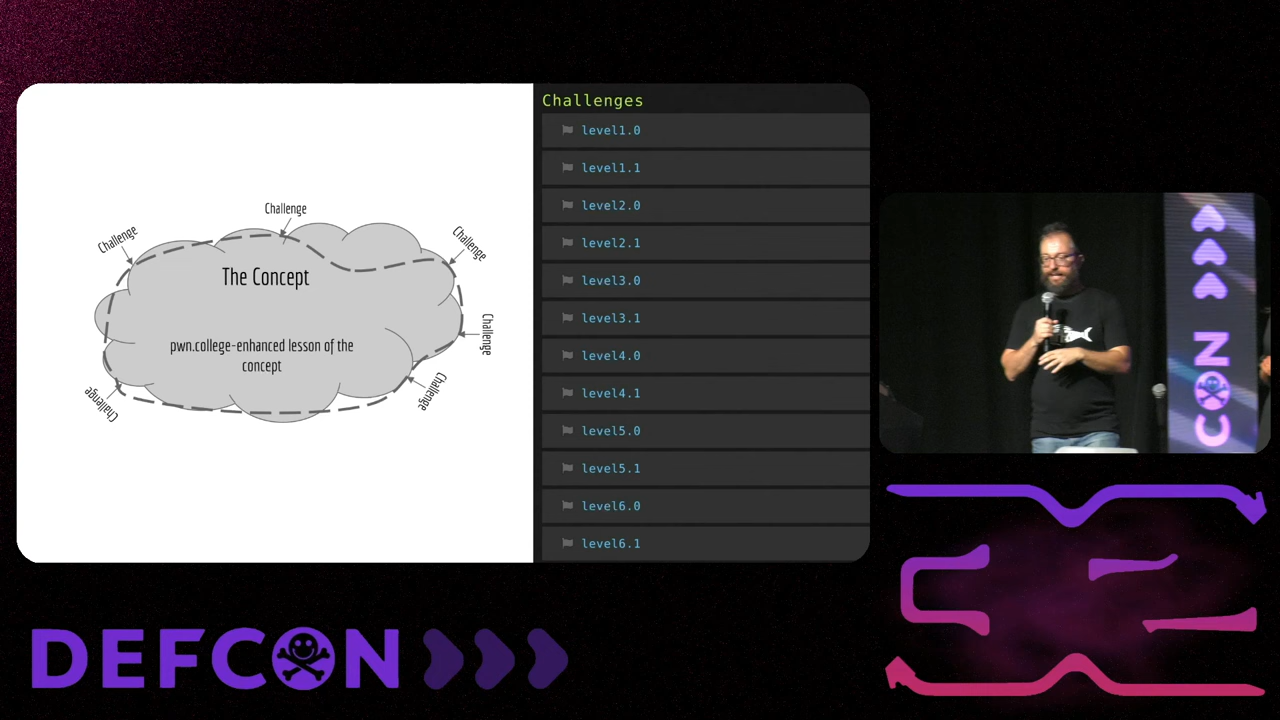 Challenge
Challenge
Challenge
The Concept
Challenge
pwn.college-enhanced lesson of the
concept
Challenge
Challenge
Challenges
level1.0
level1.1
level2.0
level2.1
level3.0
level3.1
level4.0
level4.1
level5.0
level5.1
level6.0
level6.1
CON
DEFCON